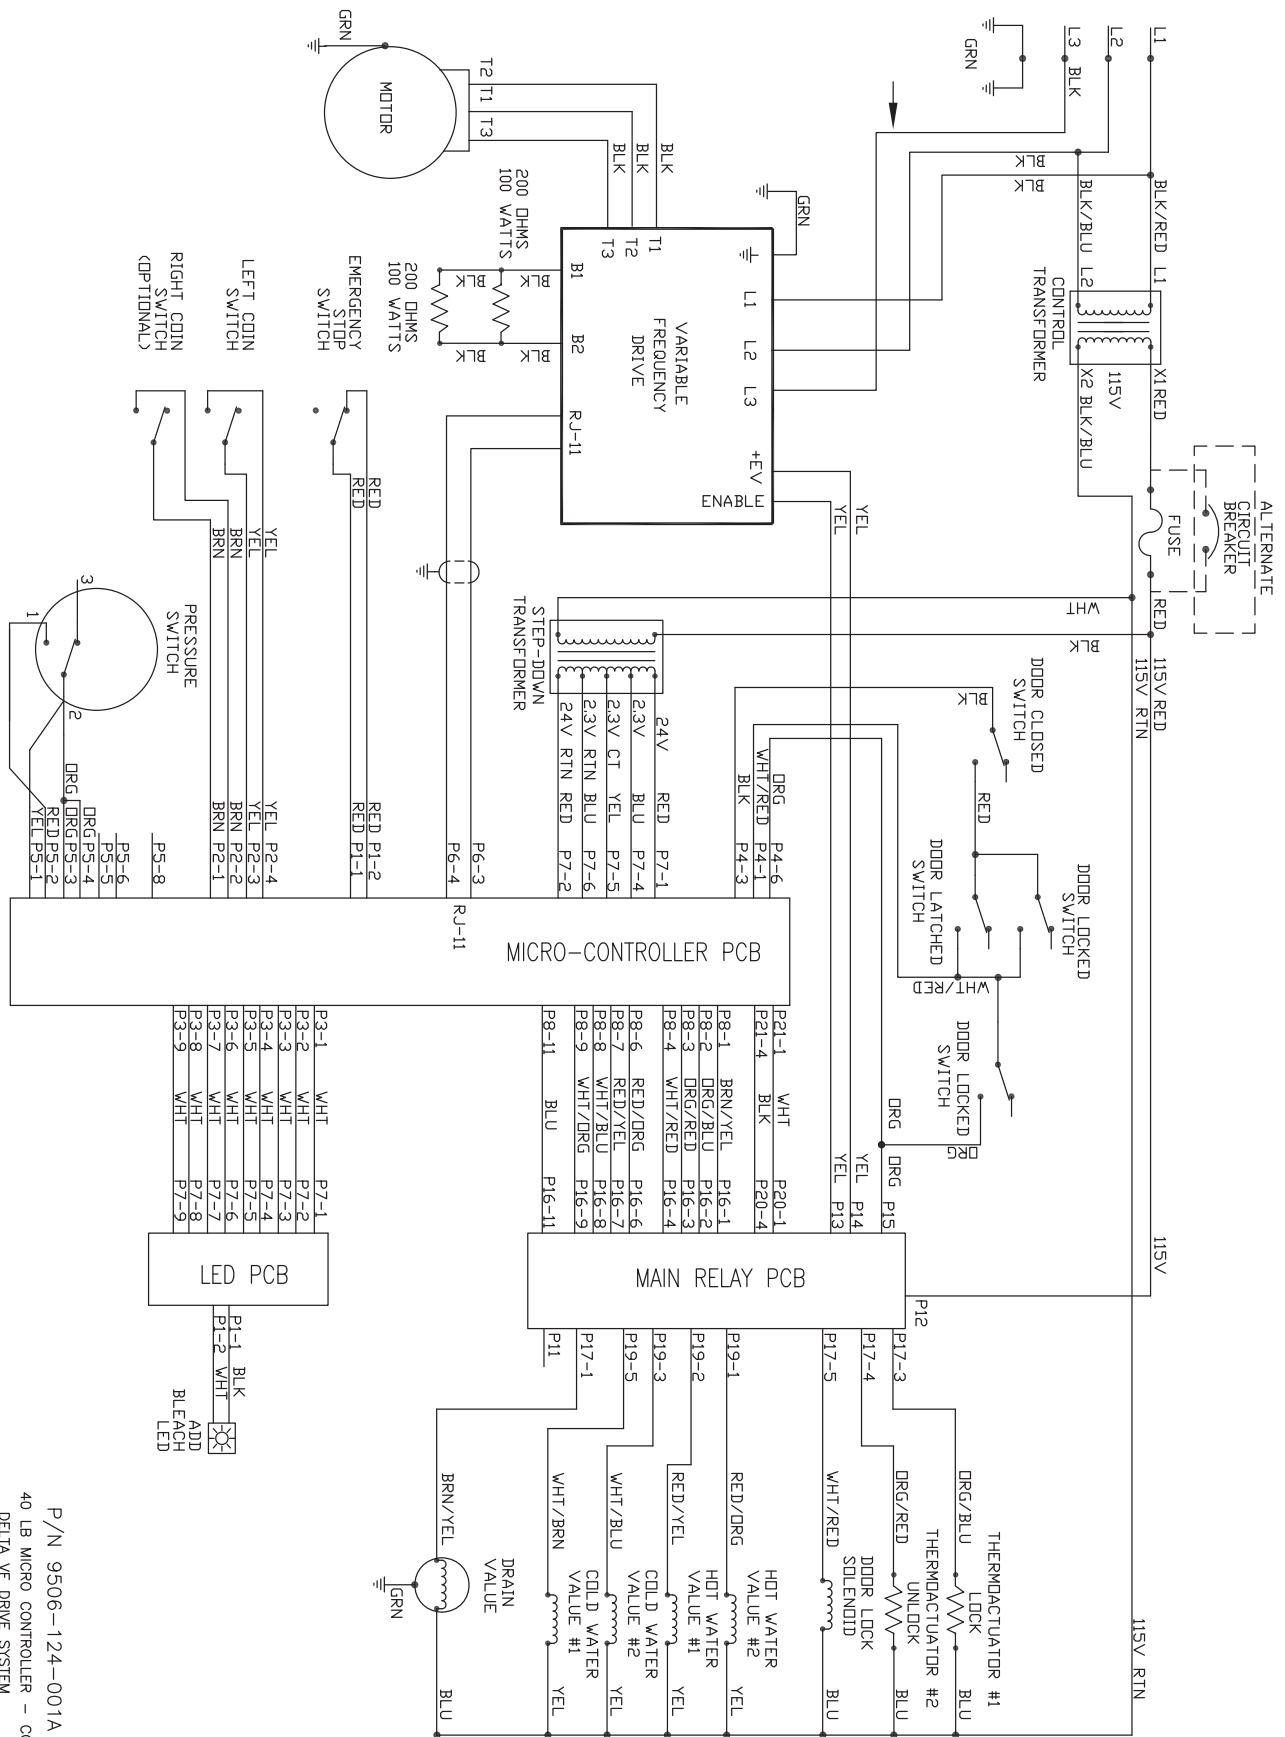 L1
L2
L3
BLK
GRN
BLK/RED
BLK/BLU
BLK
BLK
L1
L2
CONTROL
TRANSFORMER
X1
RED
115V
X2
BLK/BLU
ALTERNATE
CIRCUIT
BREAKER
FUSE
RED
WHT
BLK
115V
RED
115V RTN
115V
115V RTN
GRN
MOTOR
T2
T1
T3
BLK
BLK
BLK
GRN
T1
T2
T3
L1
L2
L3
+EV
ENABLE
VARIABLE
FREQUENCY
DRIVE
B1
B2
RJ-11
YEL
YEL
200 OHMS
100 WATTS
200 OHMS
100 WATTS
BLK
BLK
BLK
BLK
EMERGENCY
STOP
SWITCH
RED
RED
LEFT COIN
SWITCH
RIGHT COIN
SWITCH
(OPTIONAL)
YEL
YEL
BRN
BRN
PRESSURE
SWITCH
3
1
2
ORG
STEP-DOWN
TRANSFORMER
24V
2.3V
2.3V CT
2.3V RTN
24V RTN
RED
BLU
YEL
BLU
RED
P7-1
P7-4
P7-5
P7-6
P7-2
DOOR CLOSED
SWITCH
BLK
RED
DOOR LATCHED
SWITCH
DOOR LOCKED
SWITCH
WHT/RED
DOOR LOCKED
SWITCH
ORG
ORG
WHT/RED
BLK
P4-6
P4-1
P4-3
P6-3
P6-4
RJ-11
RED P1-2
RED P1-1
YEL P2-4
YEL P2-3
BRN P2-2
BRN P2-1
P5-8
P5-6
P5-5
ORG P5-4
ORG P5-3
RED P5-2
YEL P5-1
MICRO-CONTROLLER PCB
P21-1 WHT P20-1
P21-4 BLK P20-4
P8-1 BRN/YEL P16-1
P8-2 ORG/BLU P16-2
P8-3 ORG/RED P16-3
P8-4 WHT/RED P16-4
P8-6 RED/ORG P16-6
P8-7 RED/YEL P16-7
P8-8 WHT/BLU P16-8
P8-9 WHT/ORG P16-9
P8-11 BLU P16-11
P3-1 WHT P7-1
P3-2 WHT P7-2
P3-3 WHT P7-3
P3-4 WHT P7-4
P3-5 WHT P7-5
P3-6 WHT P7-6
P3-7 WHT P7-7
P3-8 WHT P7-8
P3-9 WHT P7-9
ORG
ORG P15
YEL P14
YEL P13
MAIN RELAY PCB
P12
LED PCB
P1-1 BLK
P1-2 WHT
ADD
BLEACH
LED
P17-3
P17-4
P17-5
P19-1
P19-2
P19-3
P19-5
P17-1
P11
ORG/BLU
THERMOACTUATOR #1
LOCK
BLU
ORG/RED
THERMOACTUATOR #2
UNLOCK
BLU
WHT/RED
DOOR LOCK
SOLENOID
BLU
RED/ORG
HOT WATER
VALUE #2
YEL
RED/YEL
HOT WATER
VALUE #1
YEL
WHT/BLU
COLD WATER
VALUE #2
YEL
WHT/BRN
COLD WATER
VALUE #1
YEL
BRN/YEL
DRAIN
VALUE
GRN
BLU
P/N 9506-124-001A
40 LB MICRO CONTROLLER -
DELTA VF DRIVE SYSTEM